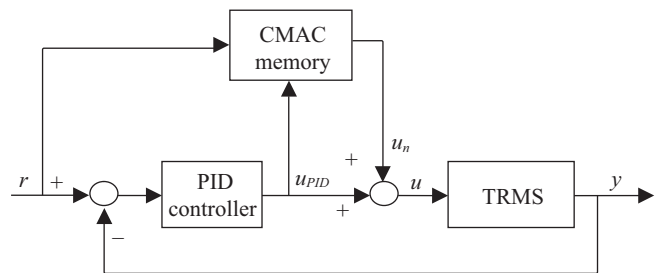 CMAC
memory
u_n
r
+
PID
controller
u_PID
+
+
u
TRMS
y
−